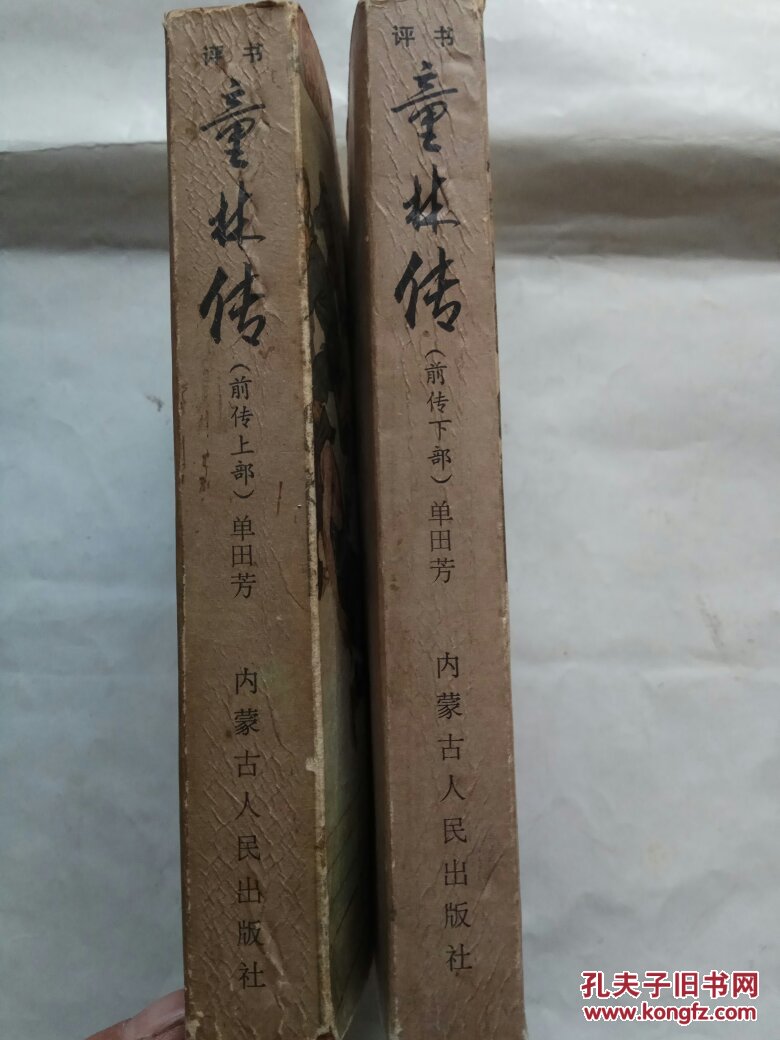 评书
童林传
（前传上部）单田芳
内蒙古人民出版社
评书
童林传
（前传下部）单田芳
内蒙古人民出版社
孔夫子旧书网
www.kongfz.com